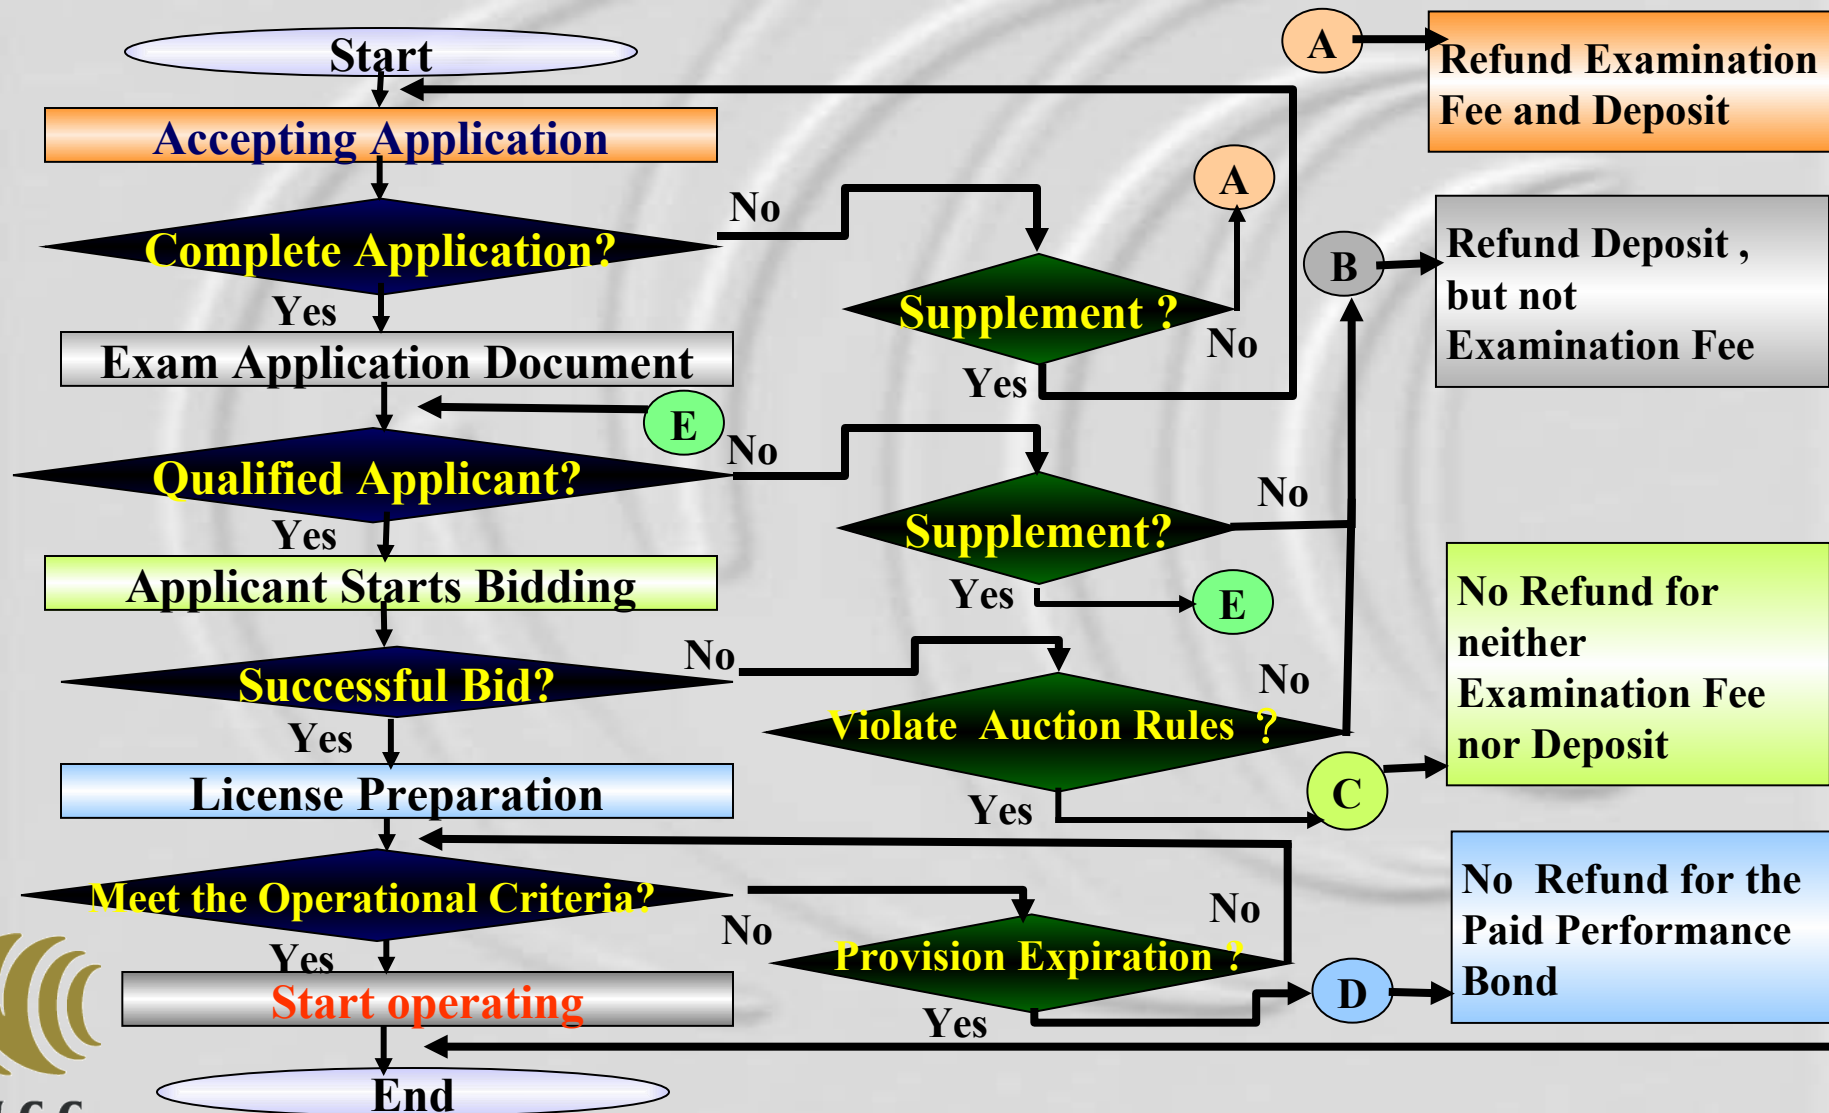 Start
Accepting Application
Complete Application?
No
Yes
Supplement ?
No
A
Yes
Exam Application Document
E
Qualified Applicant?
No
Yes
Supplement?
No
Yes
E
Applicant Starts Bidding
Successful Bid?
No
Yes
Violate Auction Rules ?
No
Yes
C
License Preparation
Meet the Operational Criteria?
No
Yes
Provision Expiration ?
No
Yes
D
Start operating
End
A
Refund Examination
Fee and Deposit
B
Refund Deposit ,
but not
Examination Fee
No Refund for
neither
Examination Fee
nor Deposit
No Refund for the
Paid Performance
Bond